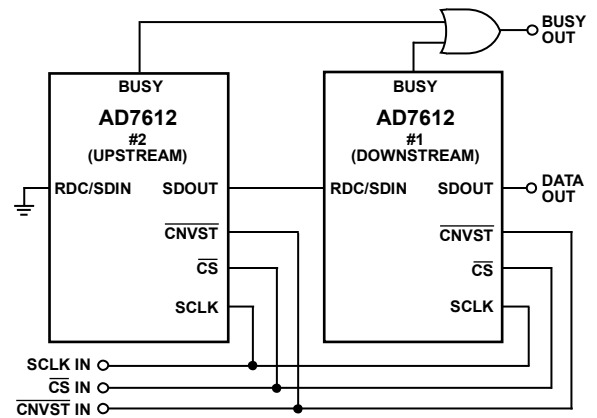 BUSY
OUT
BUSY
AD7612
#2
(UPSTREAM)
RDC/SDIN
SDOUT
CNVST
CS
SCLK
BUSY
AD7612
#1
(DOWNSTREAM)
RDC/SDIN
SDOUT
CNVST
CS
SCLK
DATA
OUT
SCLK IN
CS IN
CNVST IN